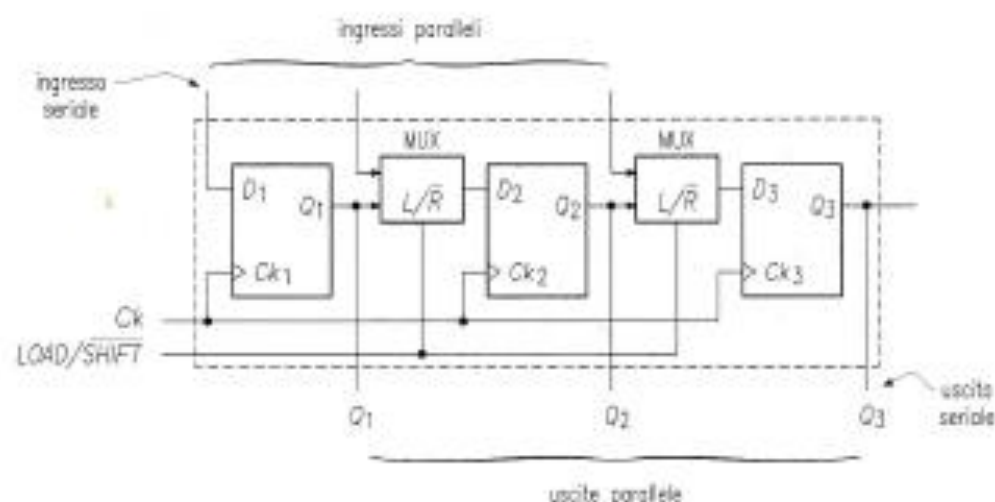 ingressi paralleli
ingresso
seriale
MUX
MUX
D1
Q1
L/R̅
D2
Q2
L/R̅
D3
Q3
Ck1
Ck2
Ck3
Ck
LOAD/S̅H̅I̅F̅T̅
Q1
Q2
Q3
uscita
seriale
uscite parallele